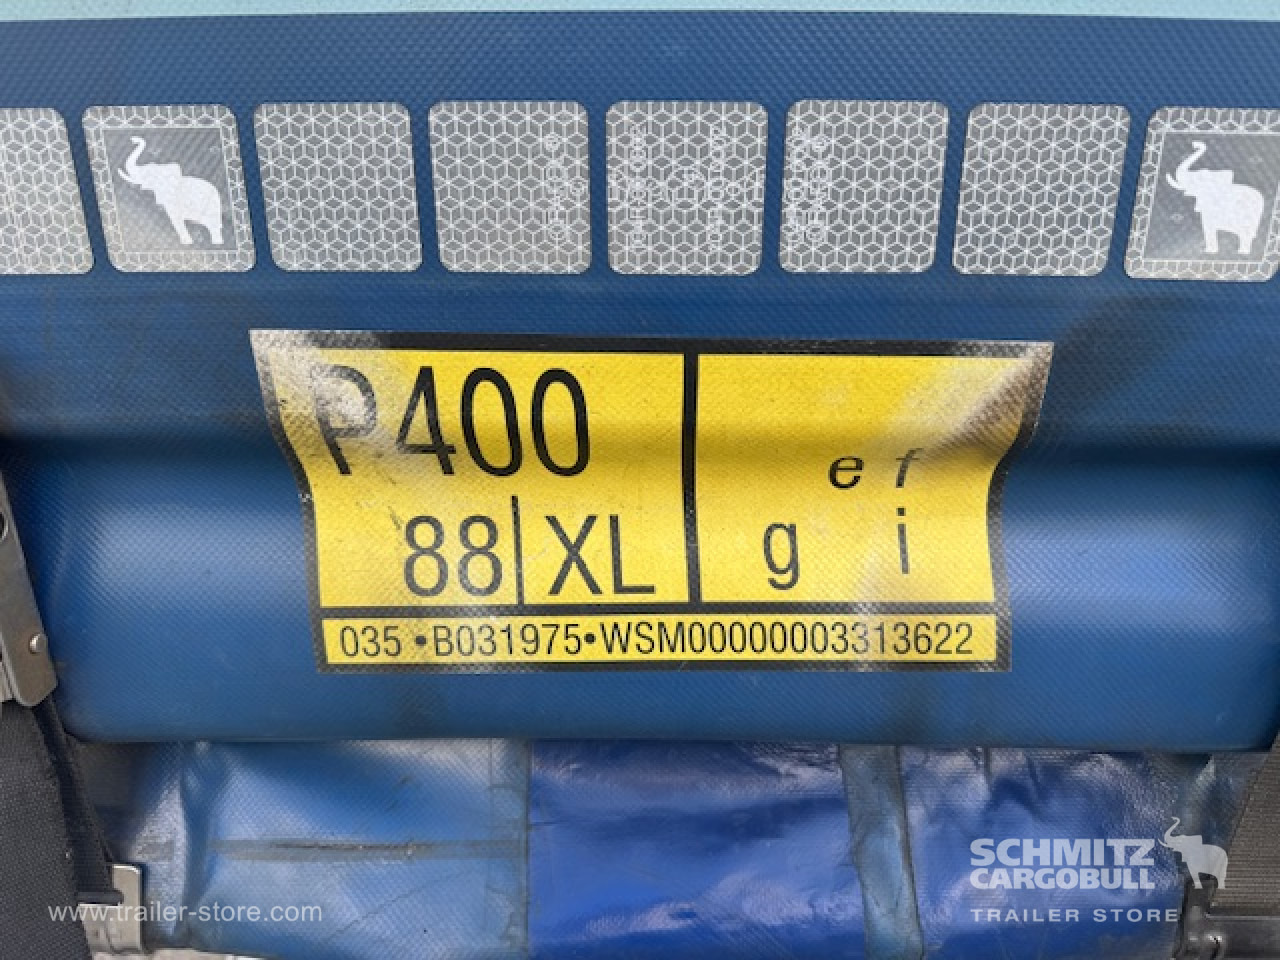 P400
88 XL
e f
g i
035 •B031975•WSM00000003313622
SCHMITZ
CARGOBULL
TRAILER STORE
www.trailer-store.com